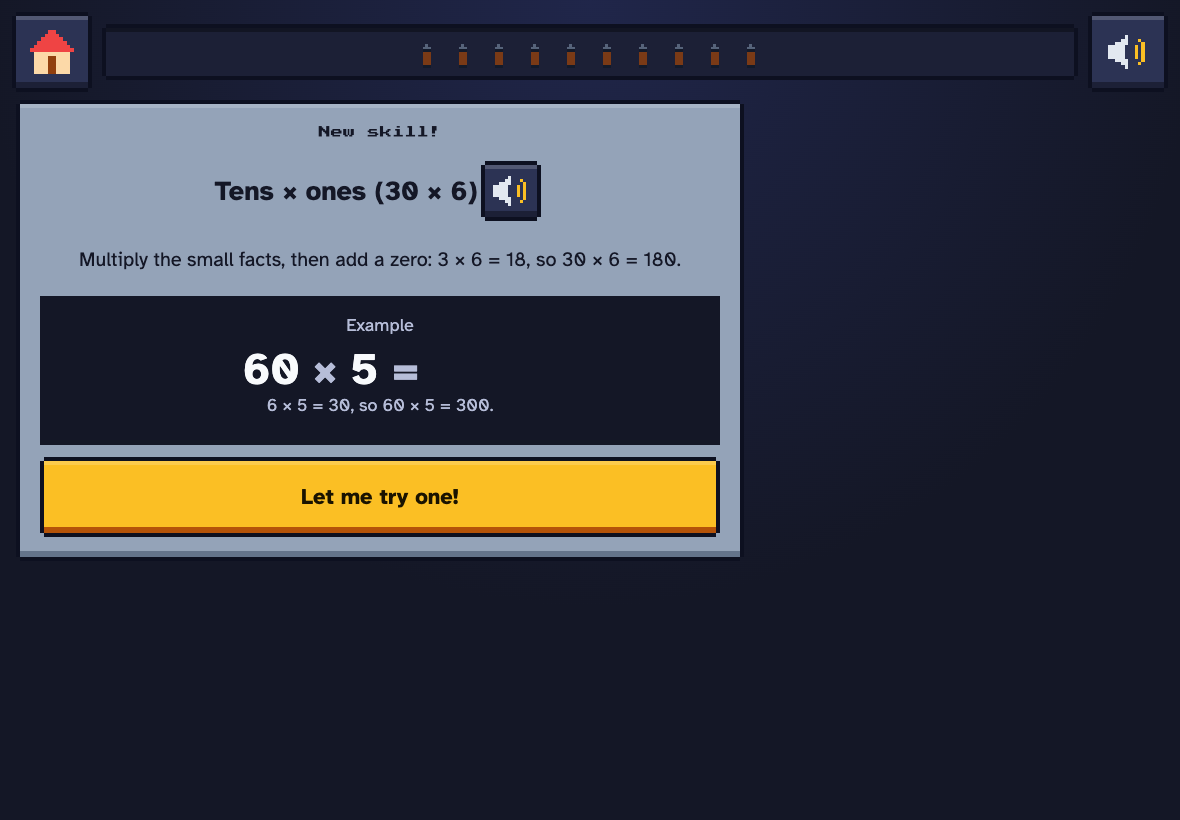 New skill!
Tens × ones (30 × 6)
Multiply the small facts, then add a zero: 3 × 6 = 18, so 30 × 6 = 180.
Example
60 × 5 =
6 × 5 = 30, so 60 × 5 = 300.
Let me try one!